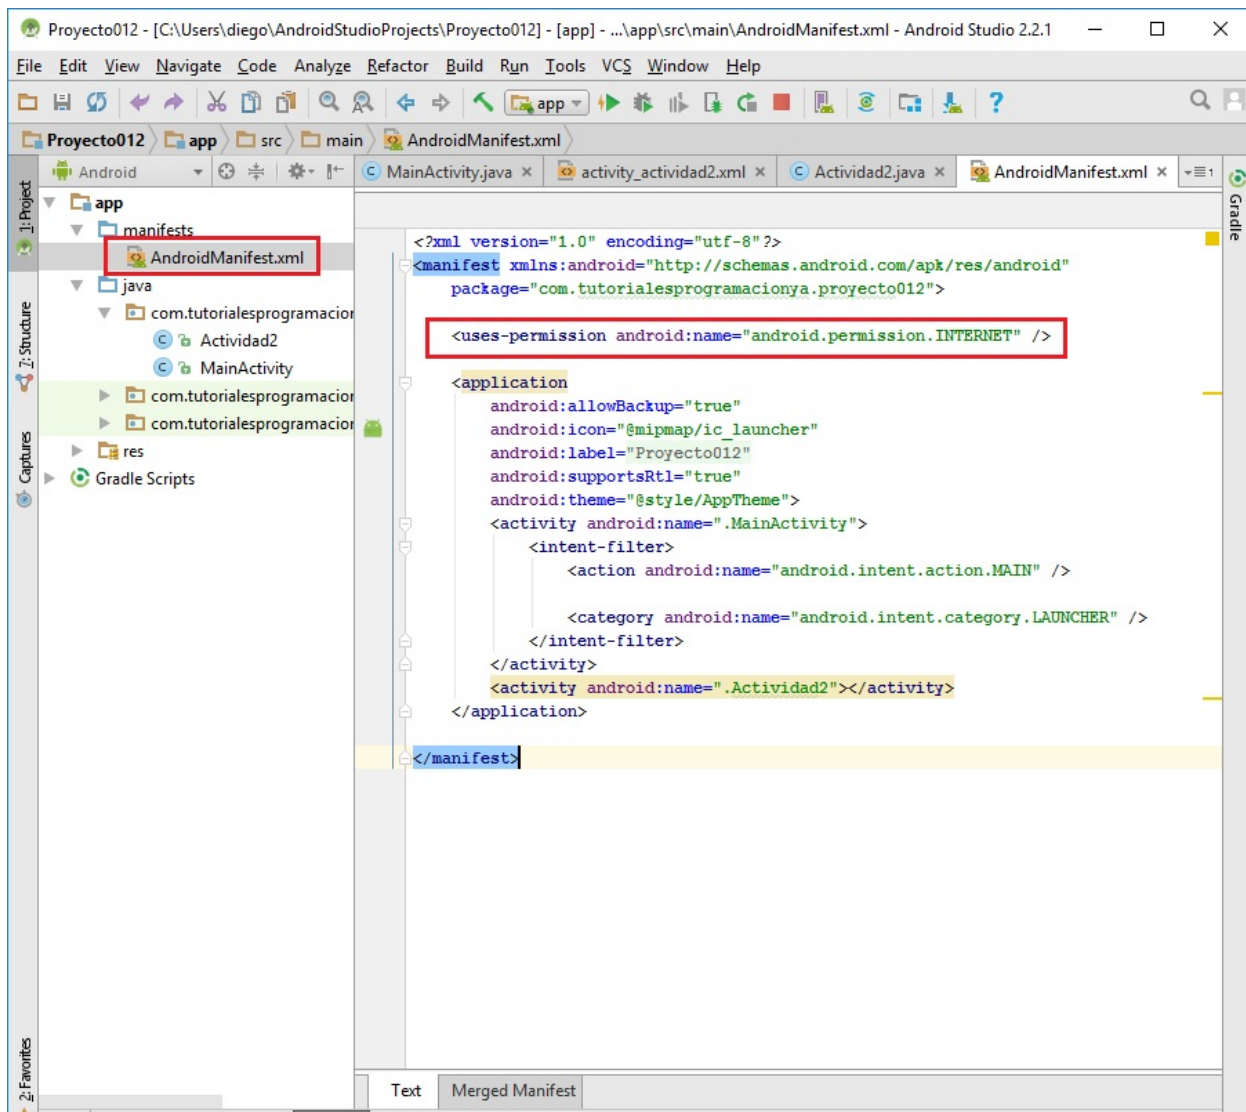 Proyecto012 - [C:\Users\diego\AndroidStudioProjects\Proyecto012] - [app] - ...\app\src\main\AndroidManifest.xml - Android Studio 2.2.1
File Edit View Navigate Code Analyze Refactor Build Run Tools VCS Window Help
app
Proyecto012 app src main AndroidManifest.xml
Android
MainActivity.java activity_actividad2.xml Actividad2.java AndroidManifest.xml
1: Project
7: Structure
Captures
2: Favorites
app
manifests
AndroidManifest.xml
java
com.tutorialesprogramacion
Actividad2
MainActivity
com.tutorialesprogramacion
com.tutorialesprogramacion
res
Gradle Scripts
<?xml version="1.0" encoding="utf-8"?>
<manifest xmlns:android="http://schemas.android.com/apk/res/android"
package="com.tutorialesprogramacionya.proyecto012">
<uses-permission android:name="android.permission.INTERNET" />
<application
android:allowBackup="true"
android:icon="@mipmap/ic_launcher"
android:label="Proyecto012"
android:supportsRtl="true"
android:theme="@style/AppTheme">
<activity android:name=".MainActivity">
<intent-filter>
<action android:name="android.intent.action.MAIN" />
<category android:name="android.intent.category.LAUNCHER" />
</intent-filter>
</activity>
<activity android:name=".Actividad2"></activity>
</application>
</manifest>
Gradle
Text Merged Manifest